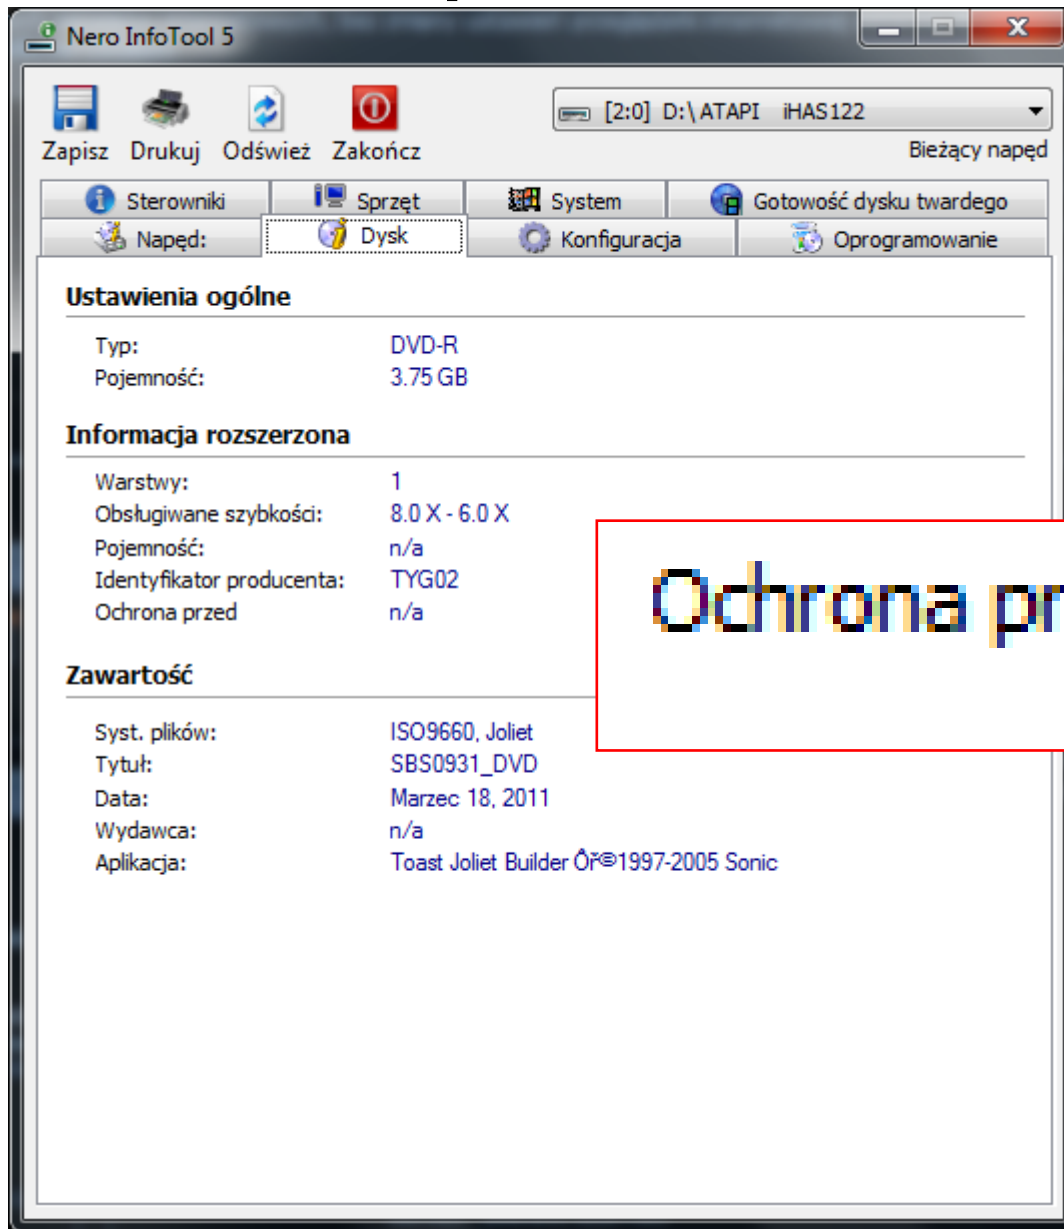 Nero InfoTool 5
[2:0] D:\ ATAPI iHAS122
Zapisz Drukuj Odśwież Zakończ
Bieżący napęd
Sterowniki Sprzęt System Gotowość dysku twardego
Napęd: Dysk Konfiguracja Oprogramowanie
Ustawienia ogólne
Typ: DVD-R
Pojemność: 3.75 GB
Informacja rozszerzona
Warstwy: 1
Obsługiwane szybkości: 8.0 X - 6.0 X
Pojemność: n/a
Identyfikator producenta: TYG02
Ochrona przed n/a
Ochrona pr
Zawartość
Syst. plików: ISO9660, Joliet
Tytuł: SBS0931_DVD
Data: Marzec 18, 2011
Wydawca: n/a
Aplikacja: Toast Joliet Builder Ôř©1997-2005 Sonic